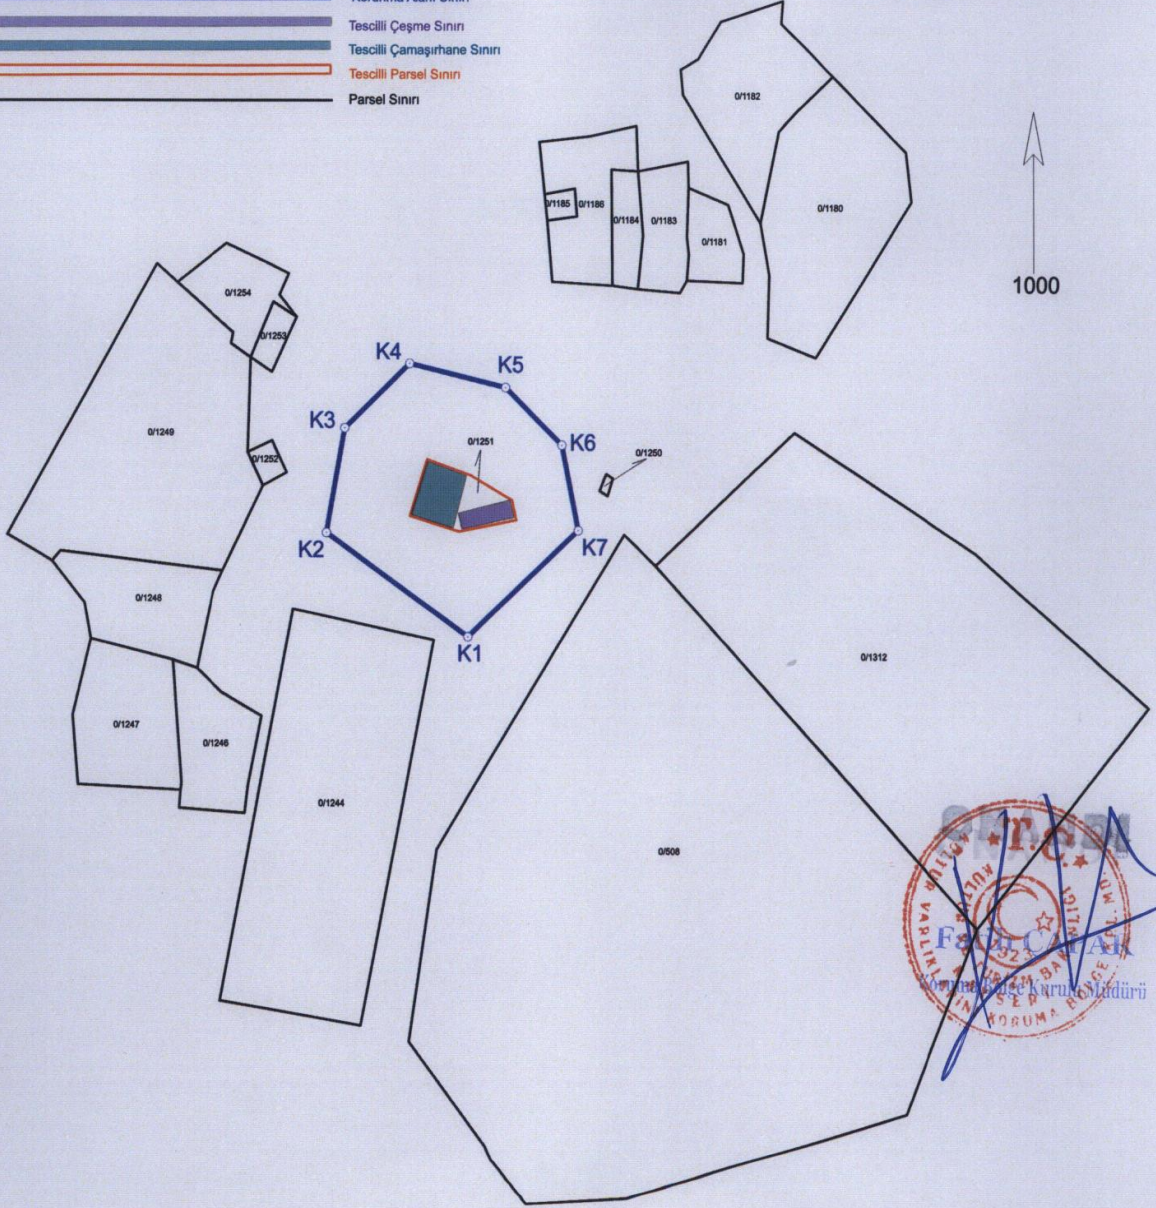 Tescilli Çeşme Sınırı
Tescilli Çamaşırhane Sınırı
Tescilli Parsel Sınırı
Parsel Sınırı
0/1182
0/1185
0/1186
0/1184
0/1183
0/1181
0/1180
1000
0/1254
0/1253
0/1249
0/1252
K4
K5
K3
K6
0/1251
0/1250
K2
K7
K1
0/1248
0/1247
0/1246
0/1244
0/1312
0/508
T.C.
Koruma Bölge Kurulu Müdürü